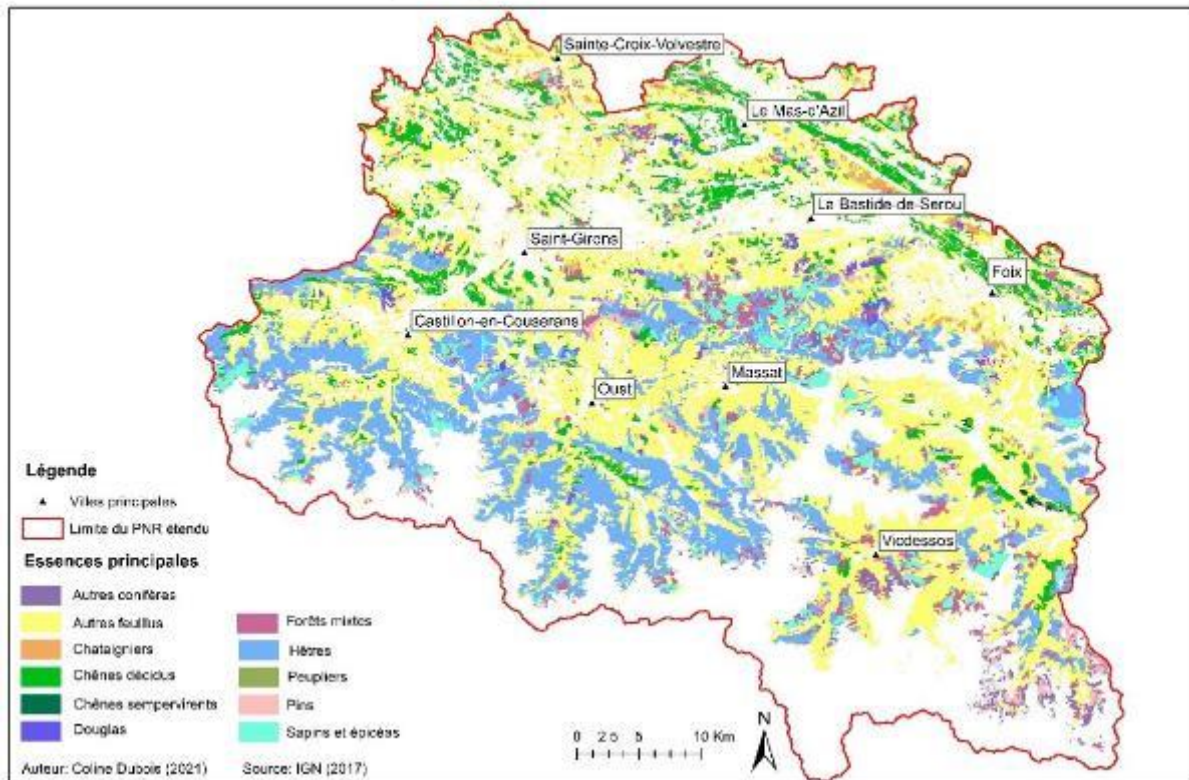 Sainte-Croix-Volvestre
Le Mas-d'Azil
La Bastide-de-Serou
Saint-Girons
Foix
Castillon-en-Couserans
Massat
Oust
Vicdessos
Légende
Villes principales
Limite du PNR étendu
Essences principales
Autres conifères
Autres feuillus
Chataigniers
Chênes décidus
Chênes sempervirents
Douglas
Forêts mixtes
Hêtres
Peupliers
Pins
Sapins et épicéas
N
0 2 5 5 10 Km
Auteur: Coline Dubois (2021) Source: IGN (2017)